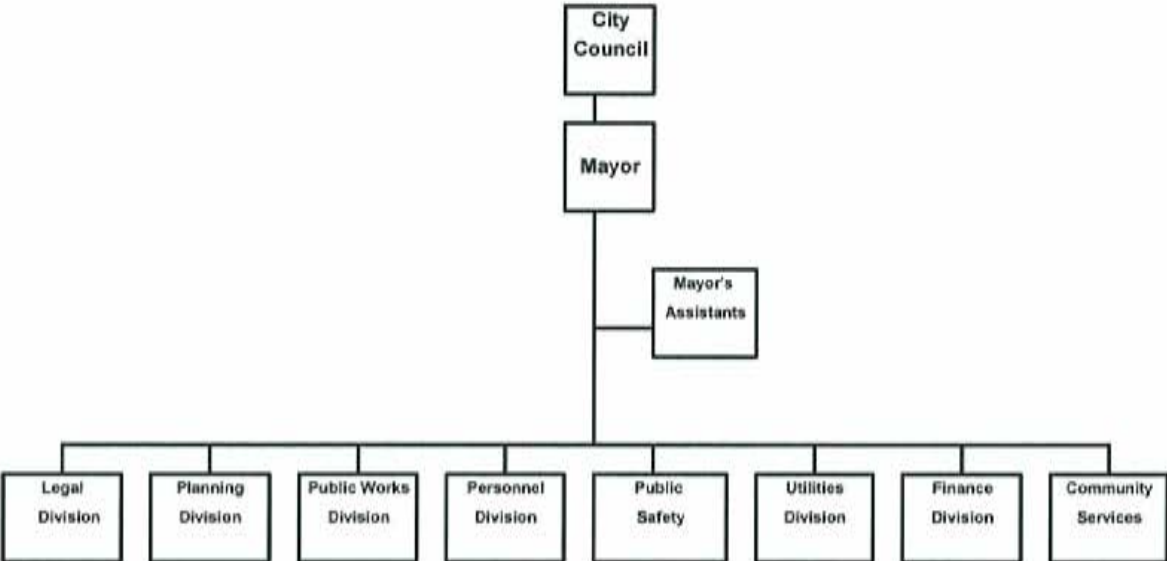 City
Council
Mayor
Mayor's
Assistants
Legal
Division
Planning
Division
Public Works
Division
Personnel
Division
Public
Safety
Utilities
Division
Finance
Division
Community
Services